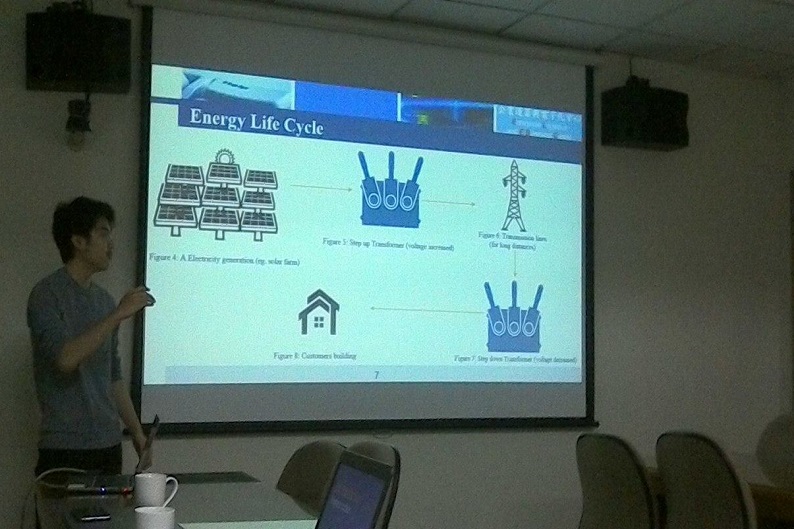 Energy Life Cycle
Figure 4: A Electricity generation (eg. solar farm)
Figure 5: Step up Transformer (voltage increased)
Figure 6: Transmission lines
(for long distances)
Figure 7: Step down Transformer (voltage decreased)
Figure 8: Customers building
7